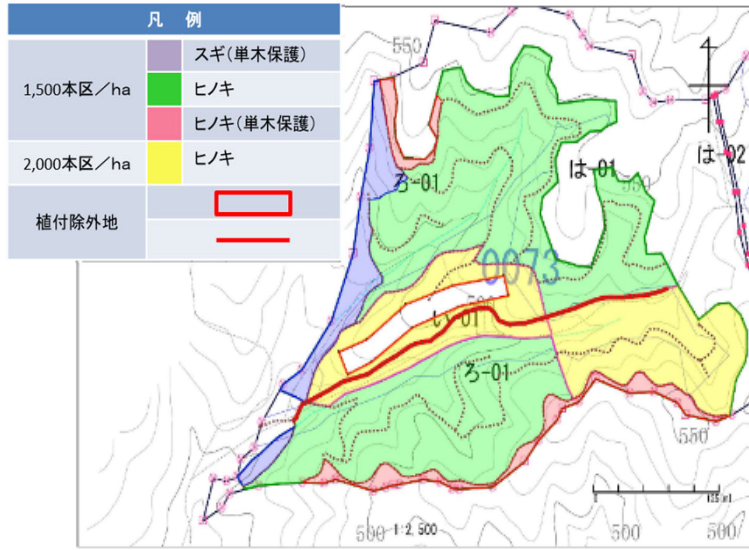 凡 例
1,500本区／ha
スギ(単木保護)
ヒノキ
ヒノキ(単木保護)
2,000本区／ha
ヒノキ
植付除外地
550
ろ-01
は-01
は-02
0073
い-01
ろ-01
550
500
1:2,500
500
500